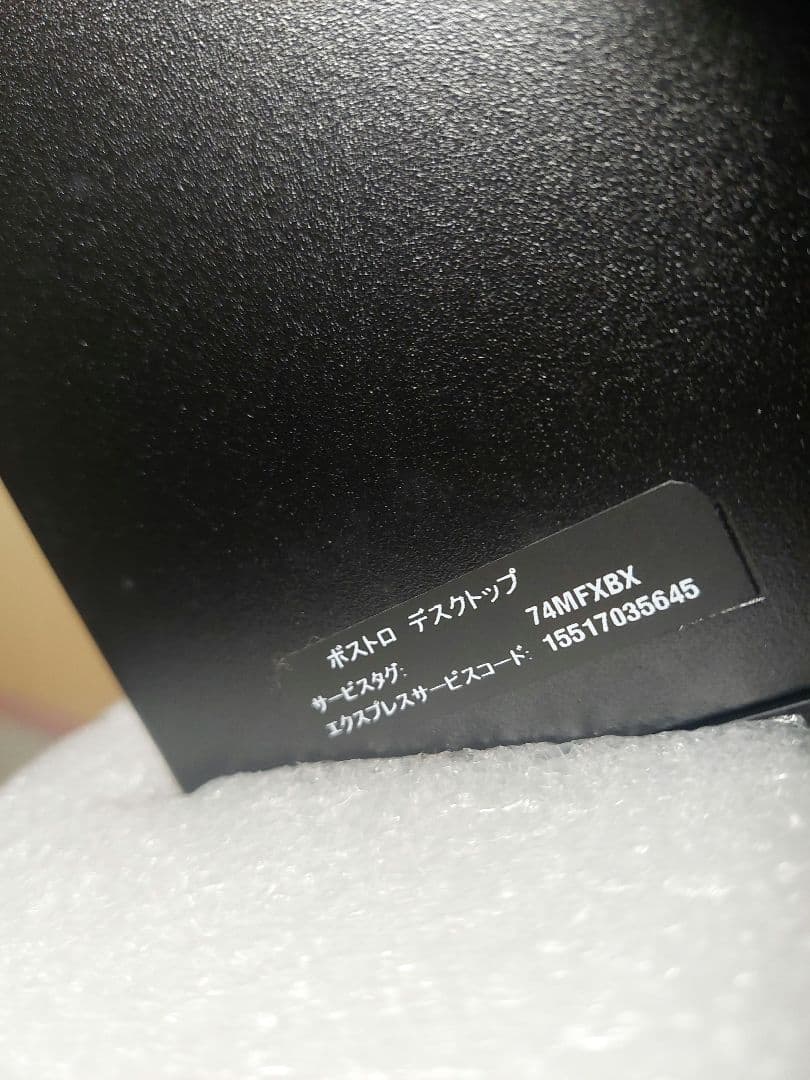 ボストロ デスクトップ
サービスタグ: 74MFXBX
エクスプレスサービスコード: 15517035645